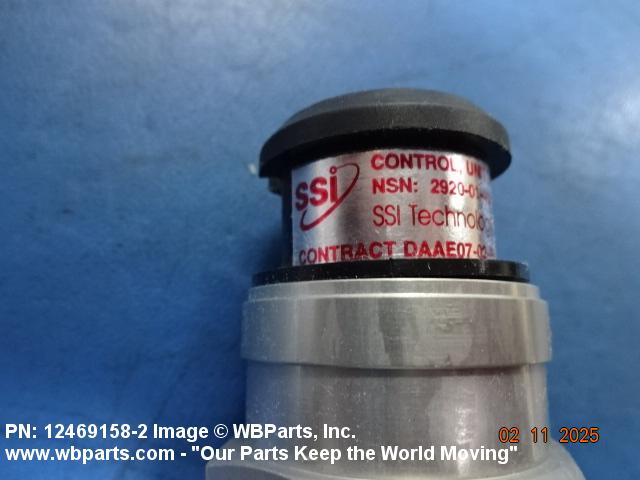 SSi
CONTROL, UN
NSN: 2920-01
SSI Technolo
CONTRACT DAAE07-02
PN: 12469158-2 Image © WBParts, Inc.
02 11 2025
www.wbparts.com - "Our Parts Keep the World Moving"